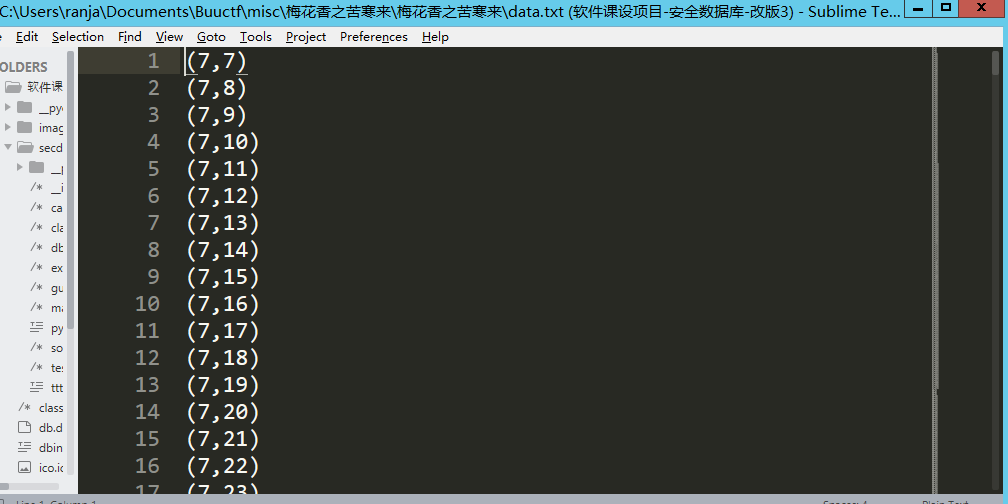 C:\Users\ranja\Documents\Buuctf\misc\梅花香之苦寒来\梅花香之苦寒来\data.txt (软件课设项目-安全数据库-改版3) - Sublime Te...
Edit Selection Find View Goto Tools Project Preferences Help
OLDERS
软件课
__py
imag
secd
__p
/* __i
/* ca
/* cla
/* db
/* ex
/* gu
/* ma
py
/* so
/* tes
ttt
/* class
db.d
dbin
ico.ic
1 (7,7)
2 (7,8)
3 (7,9)
4 (7,10)
5 (7,11)
6 (7,12)
7 (7,13)
8 (7,14)
9 (7,15)
10 (7,16)
11 (7,17)
12 (7,18)
13 (7,19)
14 (7,20)
15 (7,21)
16 (7,22)
17 (7,23)
Line 1, Column 1